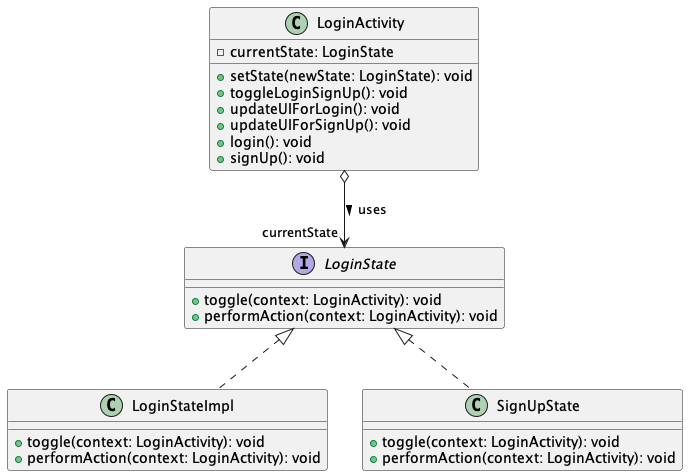 C LoginActivity
currentState: LoginState
setState(newState: LoginState): void
toggleLoginSignUp(): void
updateUIForLogin(): void
updateUIForSignUp(): void
login(): void
signUp(): void
uses
currentState
I LoginState
toggle(context: LoginActivity): void
performAction(context: LoginActivity): void
C LoginStateImpl
toggle(context: LoginActivity): void
performAction(context: LoginActivity): void
C SignUpState
toggle(context: LoginActivity): void
performAction(context: LoginActivity): void